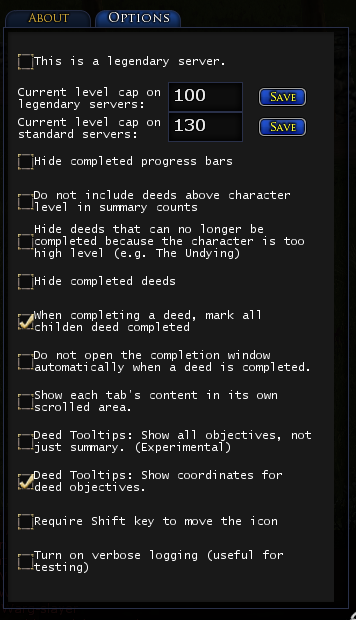 About Options
This is a legendary server.
Current level cap on
legendary servers: 100 Save
Current level cap on
standard servers: 130 Save
Hide completed progress bars
Do not include deeds above character
level in summary counts
Hide deeds that can no longer be
completed because the character is too
high level (e.g. The Undying)
Hide completed deeds
When completing a deed, mark all
childen deed completed
Do not open the completion window
automatically when a deed is completed.
Show each tab's content in its own
scrolled area.
Deed Tooltips: Show all objectives, not
just summary. (Experimental)
Deed Tooltips: Show coordinates for
deed objectives.
Require Shift key to move the icon
Turn on verbose logging (useful for
testing)